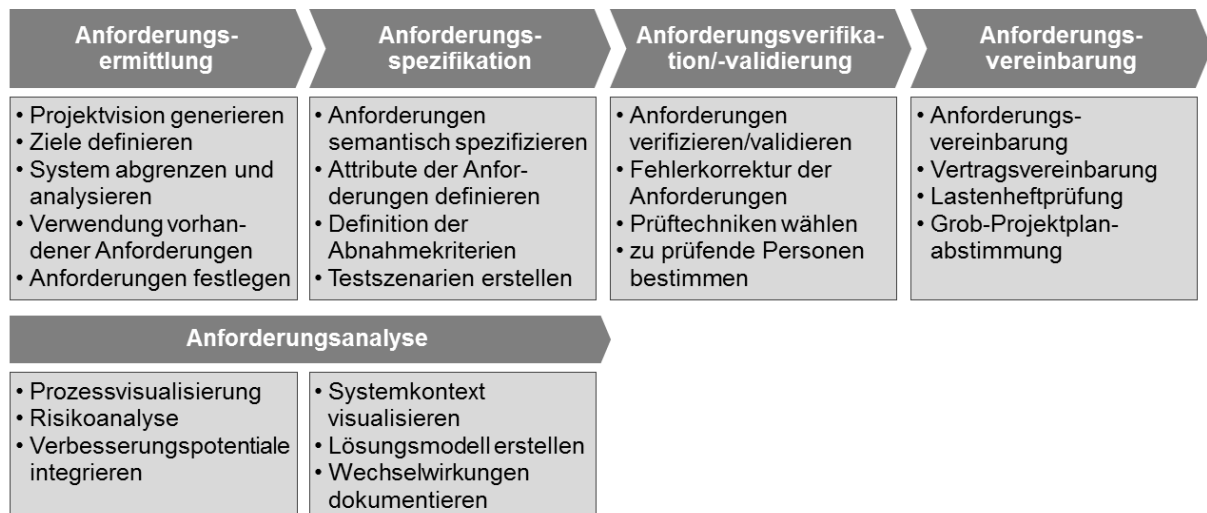 Anforderungs-
ermittlung
Anforderungs-
spezifikation
Anforderungsverifika-
tion/-validierung
Anforderungs-
vereinbarung
• Projektvision generieren
• Ziele definieren
• System abgrenzen und
analysieren
• Verwendung vorhan-
dener Anforderungen
• Anforderungen festlegen
• Anforderungen
semantisch spezifizieren
• Attribute der Anfor-
derungen definieren
• Definition der
Abnahmekriterien
• Testszenarien erstellen
• Anforderungen
verifizieren/validieren
• Fehlerkorrektur der
Anforderungen
• Prüftechniken wählen
• zu prüfende Personen
bestimmen
• Anforderungs-
vereinbarung
• Vertragsvereinbarung
• Lastenheftprüfung
• Grob-Projektplan-
abstimmung
Anforderungsanalyse
• Prozessvisualisierung
• Risikoanalyse
• Verbesserungspotentiale
integrieren
• Systemkontext
visualisieren
• Lösungsmodell erstellen
• Wechselwirkungen
dokumentieren